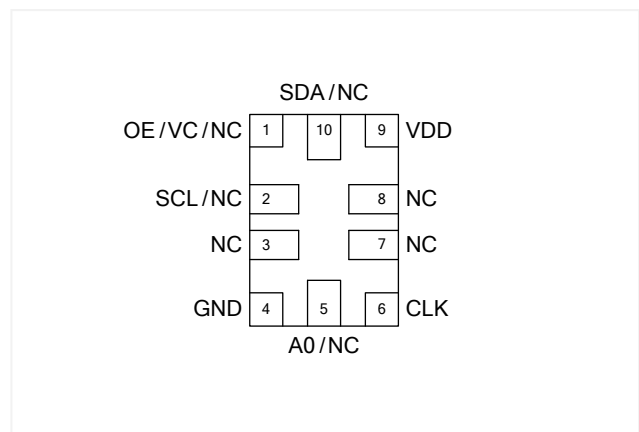 SDA/NC
OE/VC/NC 1 10 9 VDD
SCL/NC 2 8 NC
NC 3 7 NC
GND 4 5 6 CLK
A0/NC